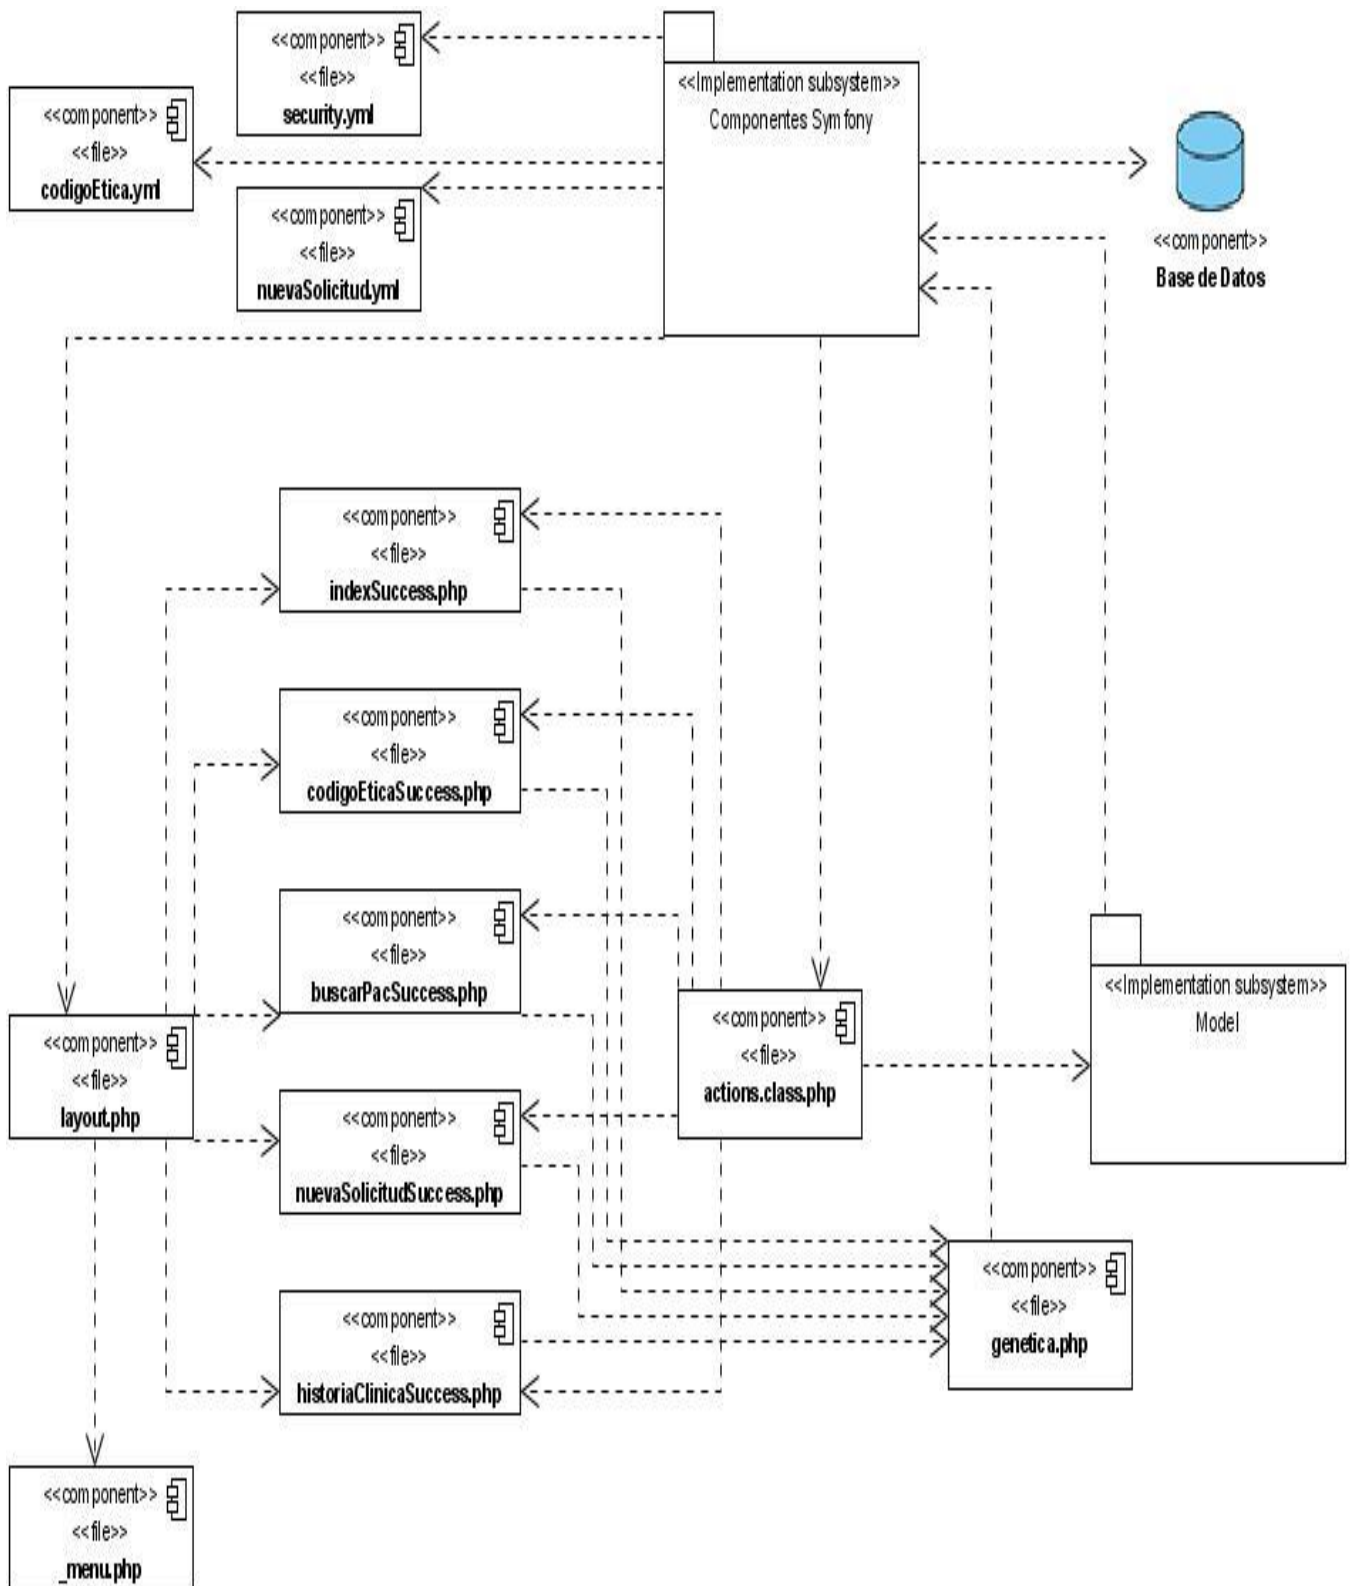 <<component>>
<<file>>
security.yml
<<Implementation subsystem>>
Componentes Symfony
<<component>>
<<file>>
codigoEtica.yml
<<component>>
<<file>>
nuevaSolicitud.yml
<<component>>
Base de Datos
<<component>>
<<file>>
indexSuccess.php
<<component>>
<<file>>
codigoEticaSuccess.php
<<component>>
<<file>>
buscarPacSuccess.php
<<component>>
<<file>>
layout.php
<<component>>
<<file>>
actions.class.php
<<Implementation subsystem>>
Model
<<component>>
<<file>>
nuevaSolicitudSuccess.php
<<component>>
<<file>>
genetica.php
<<component>>
<<file>>
historiaClinicaSuccess.php
<<component>>
<<file>>
_menu.php